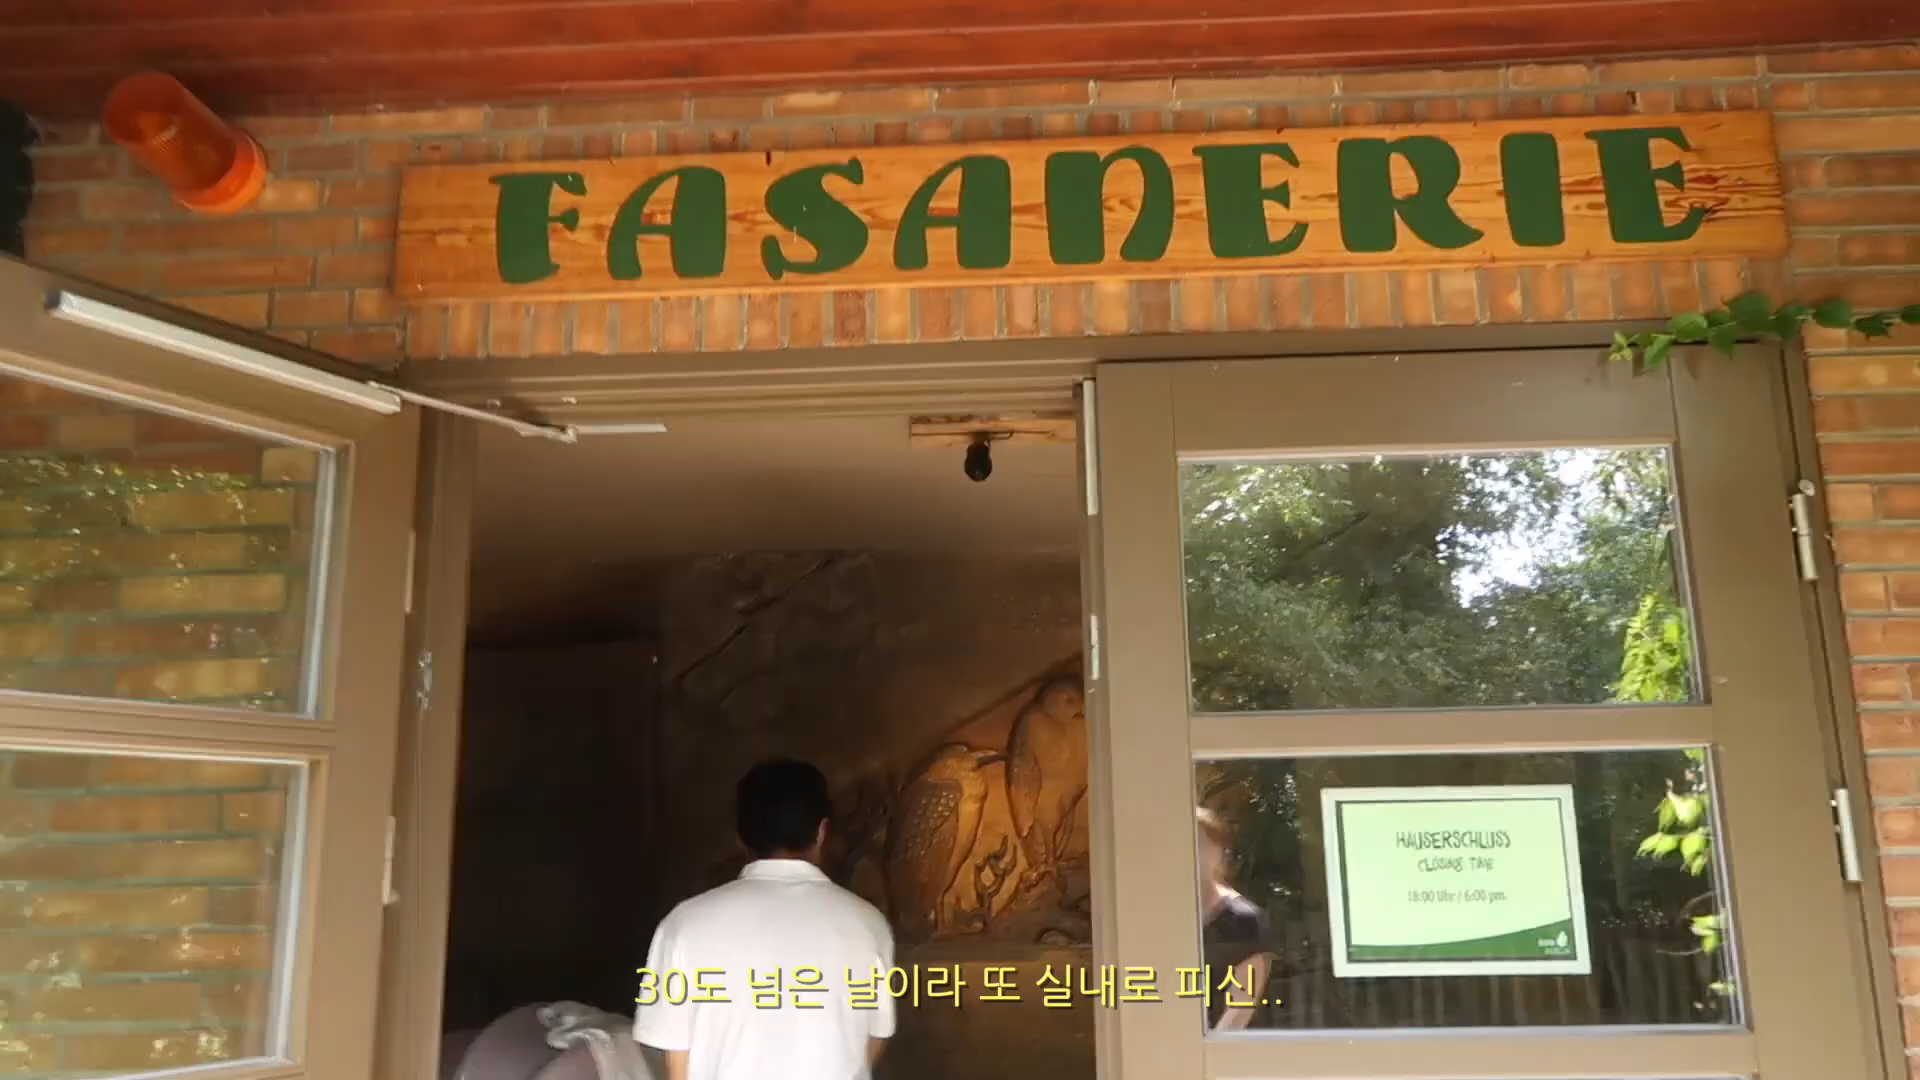 FASANERIE
HÄUSERSCHLUSS
CLOSING TIME
18:00 Uhr / 6:00 pm.
30도 넘은 날이라 또 실내로 피신..